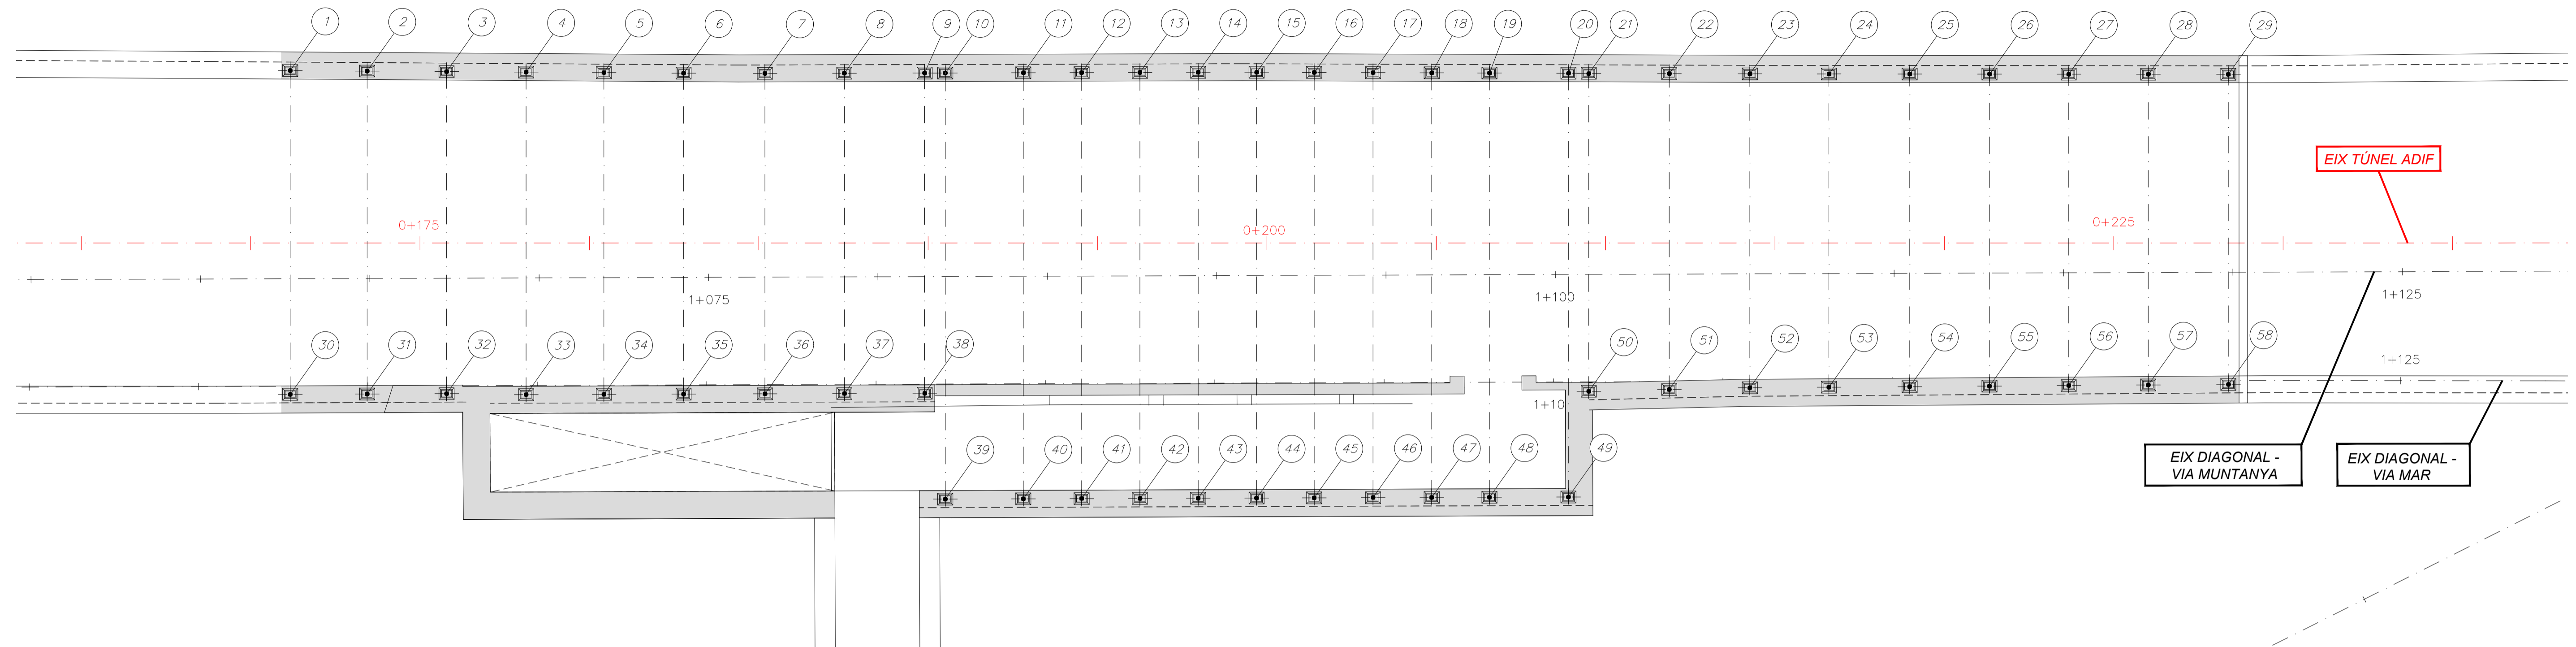 1 2 3 4 5 6 7 8 9 10 11 12 13 14 15 16 17 18 19 20 21 22 23 24 25 26 27 28 29
EIX TÚNEL ADIF
0+175 0+200 0+225
1+075 1+100 1+125
30 31 32 33 34 35 36 37 38 50 51 52 53 54 55 56 57 58
1+125
1+10
39 40 41 42 43 44 45 46 47 48 49
EIX DIAGONAL -
VIA MUNTANYA
EIX DIAGONAL -
VIA MAR